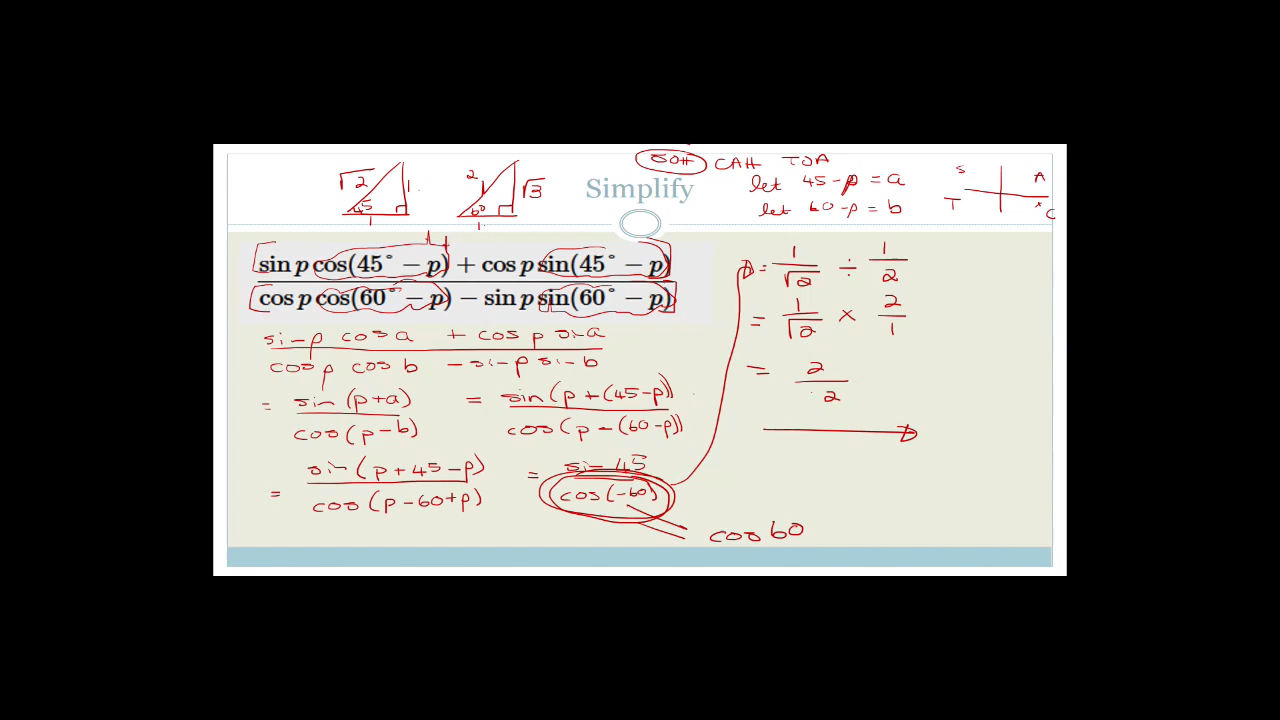 SOH CAH TOA
Simplify
√2 1 45 1
2 √3 60 1
let 45-p = a
let 60-p = b
S A
T C
sin p cos(45° − p) + cos p sin(45° − p)
cos p cos(60° − p) − sin p sin(60° − p)
sin p cos a + cos p sin a
cos p cos b - sin p sin b
= sin (p+a) = sin (p + (45-p))
cos (p-b) cos (p - (60-p))
= sin (p+45-p) = sin 45
cos (p-60+p) cos (-60)
cos 60
= 1/√2 ÷ 1/2
= 1/√2 × 2/1
= 2/2